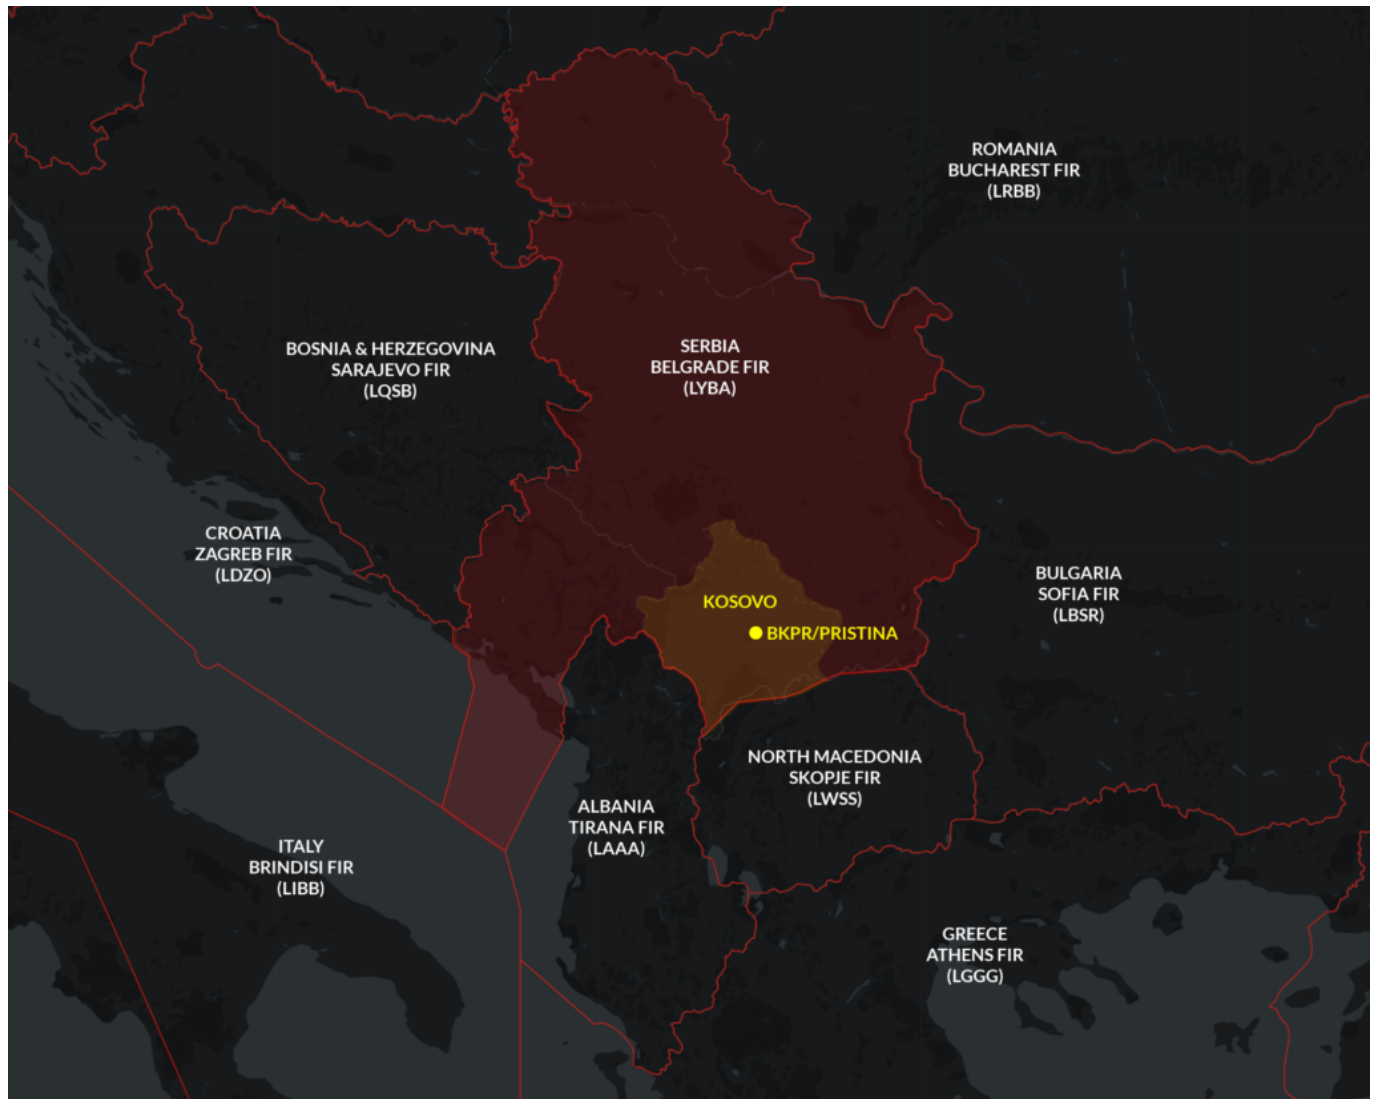 ROMANIA
BUCHAREST FIR
(LRBB)
BOSNIA & HERZEGOVINA
SARAJEVO FIR
(LQSB)
SERBIA
BELGRADE FIR
(LYBA)
CROATIA
ZAGREB FIR
(LDZO)
KOSOVO
BKPR/PRISTINA
BULGARIA
SOFIA FIR
(LBSR)
NORTH MACEDONIA
SKOPJE FIR
(LWSS)
ALBANIA
TIRANA FIR
(LAAA)
ITALY
BRINDISI FIR
(LIBB)
GREECE
ATHENS FIR
(LGGG)